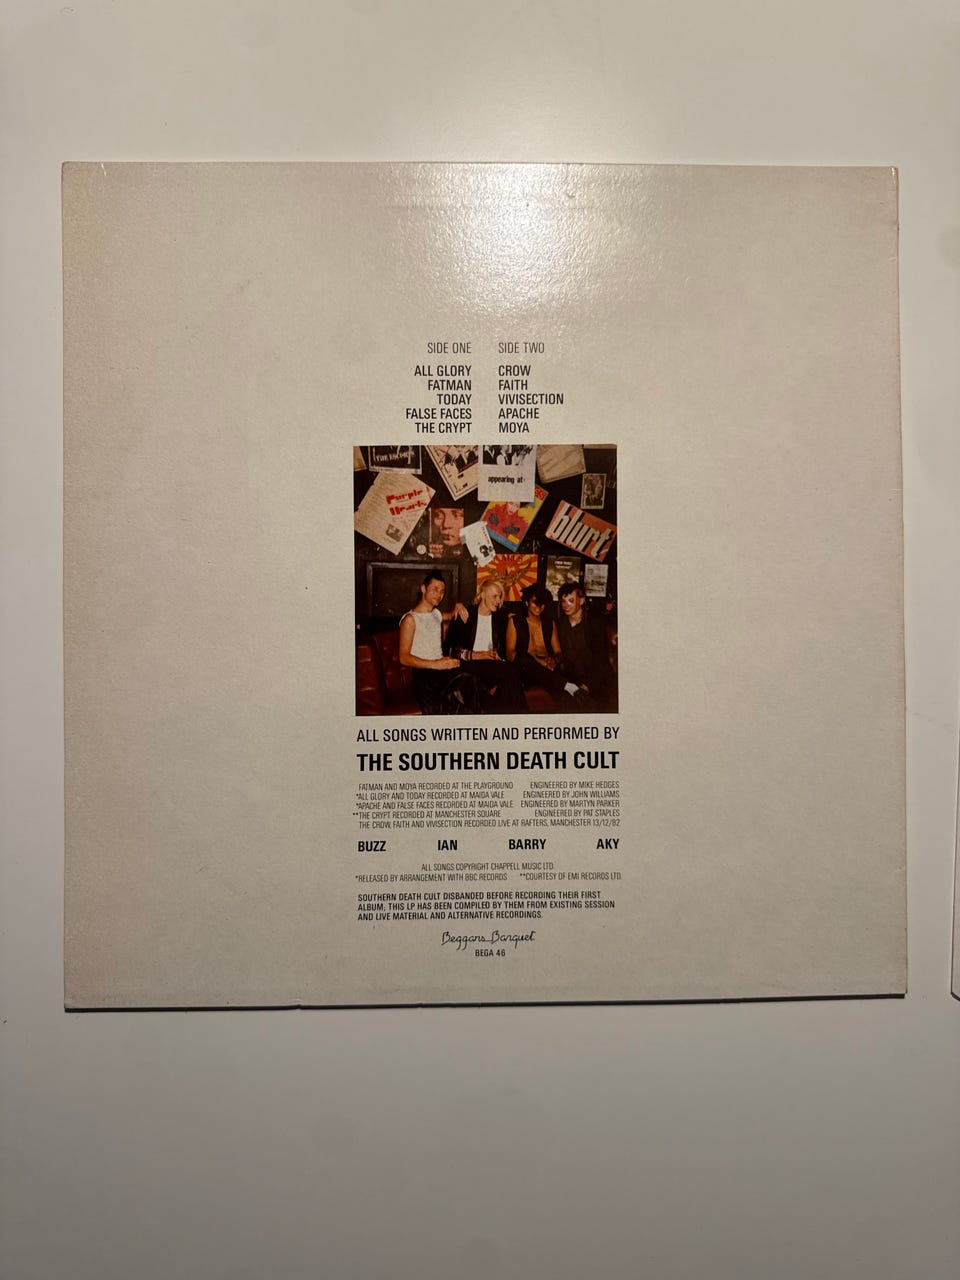 SIDE ONE
ALL GLORY
FATMAN
TODAY
FALSE FACES
THE CRYPT
SIDE TWO
CROW
FAITH
VIVISECTION
APACHE
MOYA
appearing at
Purple
Hearts
blurt
ALL SONGS WRITTEN AND PERFORMED BY
THE SOUTHERN DEATH CULT
FATMAN AND MOYA RECORDED AT THE PLAYGROUND ENGINEERED BY MIKE HEDGES
*ALL GLORY AND TODAY RECORDED AT MAIDA VALE ENGINEERED BY JOHN WILLIAMS
*APACHE AND FALSE FACES RECORDED AT MAIDA VALE ENGINEERED BY MARTYN PARKER
**THE CRYPT RECORDED AT MANCHESTER SQUARE ENGINEERED BY PAT STAPLES
THE CROW, FAITH AND VIVISECTION RECORDED LIVE AT RAFTERS, MANCHESTER 13/12/82
BUZZ IAN BARRY AKY
ALL SONGS COPYRIGHT CHAPPELL MUSIC LTD.
*RELEASED BY ARRANGEMENT WITH BBC RECORDS **COURTESY OF EMI RECORDS LTD.
SOUTHERN DEATH CULT DISBANDED BEFORE RECORDING THEIR FIRST
ALBUM, THIS LP HAS BEEN COMPILED BY THEM FROM EXISTING SESSION
AND LIVE MATERIAL AND ALTERNATIVE RECORDINGS.
Beggars Banquet
BEGA 46